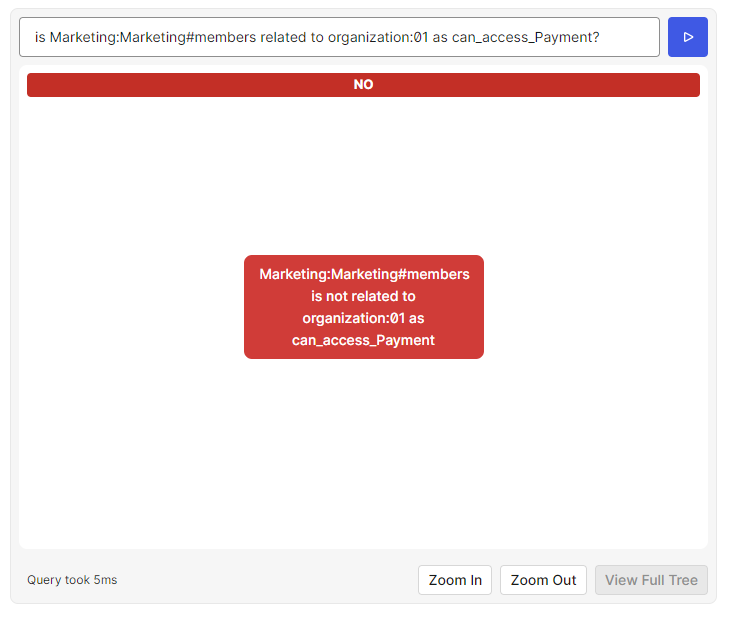 is Marketing:Marketing#members related to organization:01 as can_access_Payment?
NO
Marketing:Marketing#members
is not related to
organization:01 as
can_access_Payment
Query took 5ms
Zoom In
Zoom Out
View Full Tree